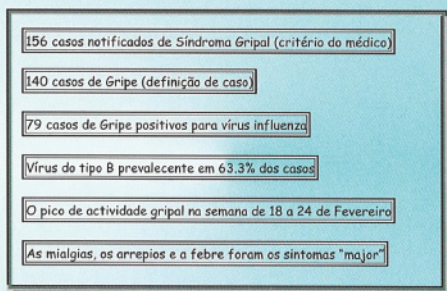 156 casos notificados de Síndroma Gripal (critério do médico)
140 casos de Gripe (definição de caso)
79 casos de Gripe positivos para vírus influenza
Vírus do tipo B prevalecente em 63.3% dos casos
O pico de actividade gripal na semana de 18 a 24 de Fevereiro
As mialgias, os arrepios e a febre foram os sintomas "major"